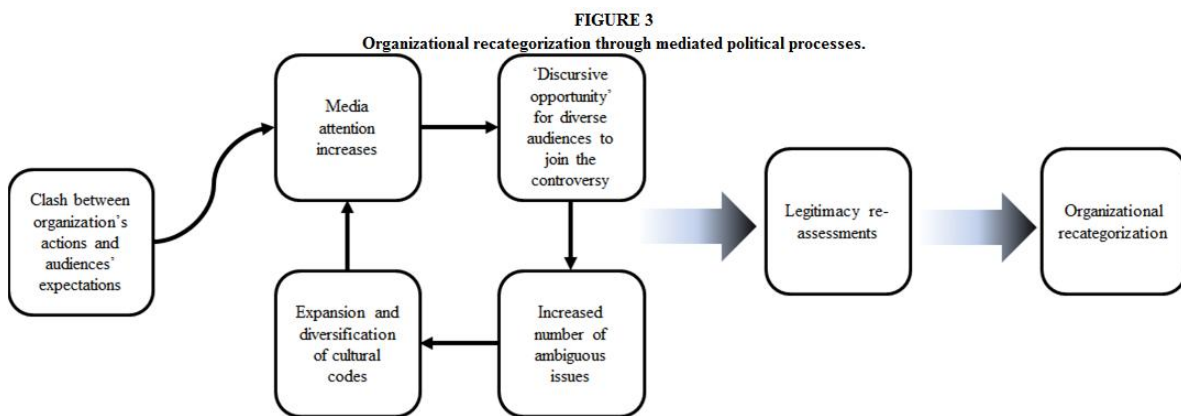 FIGURE 3
Organizational recategorization through mediated political processes.
Clash between
organization's
actions and
audiences'
expectations
Media
attention
increases
'Discursive
opportunity'
for diverse
audiences to
join the
controversy
Increased
number of
ambiguous
issues
Expansion and
diversification
of cultural
codes
Legitimacy re-
assessments
Organizational
recategorization